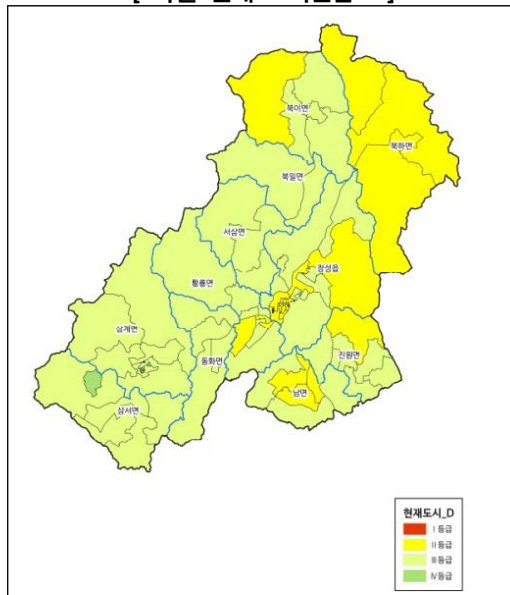 북이면
북하면
북일면
서삼면
장성읍
황룡면
삼계면
동화면
진원면
남면
삼서면
현재도시_D
I 등급
II 등급
III 등급
IV 등급